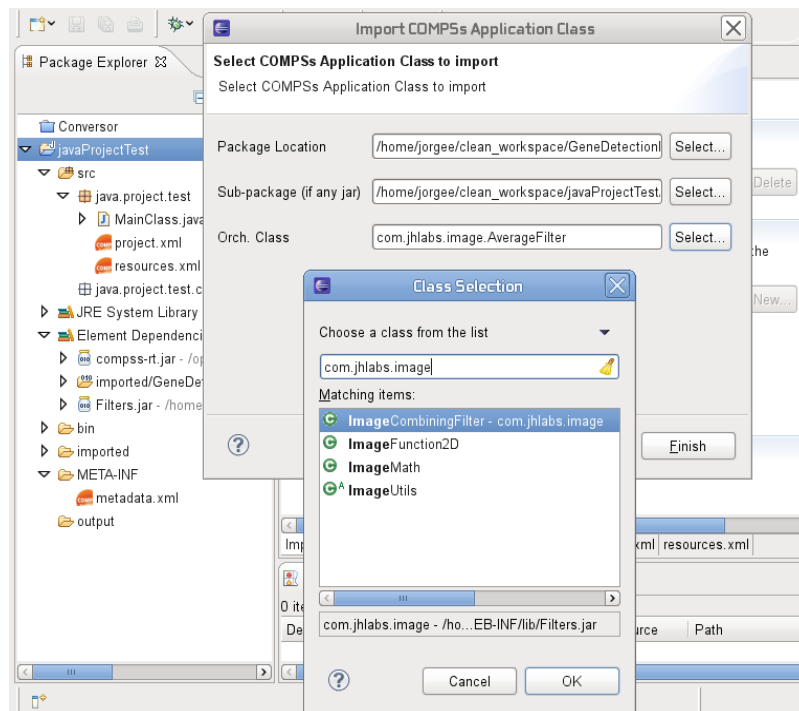 Import COMPSs Application Class
Package Explorer
Select COMPSs Application Class to import
Select COMPSs Application Class to import
Conversor
javaProjectTest
src
java.project.test
MainClass.java
project.xml
resources.xml
java.project.test.c
JRE System Library
Element Dependenci
compss-rt.jar - /op
imported/GeneDe
Filters.jar - /home
bin
imported
META-INF
metadata.xml
output
Package Location
/home/jorgee/clean_workspace/GeneDetectionI
Select...
Sub-package (if any jar)
/home/jorgee/clean_workspace/javaProjectTest
Select...
Delete
Orch. Class
com.jhlabs.image.AverageFilter
Select...
the
New...
Class Selection
Choose a class from the list
com.jhlabs.image
Matching items:
ImageCombiningFilter - com.jhlabs.image
ImageFunction2D
ImageMath
ImageUtils
Finish
com.jhlabs.image - /ho...EB-INF/lib/Filters.jar
Cancel
OK
Imp
xml
resources.xml
0 ite
De
urce
Path